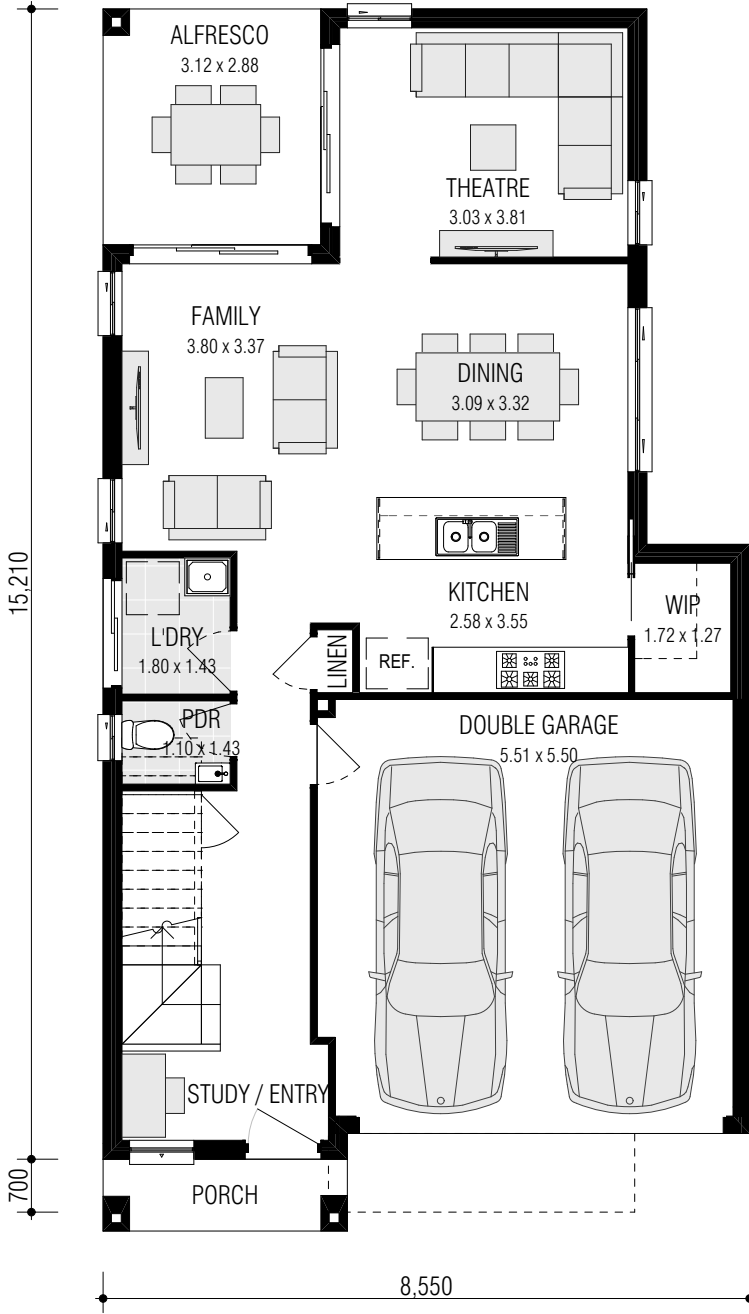 ALFRESCO
3.12 x 2.88
THEATRE
3.03 x 3.81
FAMILY
3.80 x 3.37
DINING
3.09 x 3.32
15,210
KITCHEN
2.58 x 3.55
WIP
1.72 x 1.27
L'DRY
1.80 x 1.43
LINEN
REF.
PDR
1.10 x 1.43
DOUBLE GARAGE
5.51 x 5.50
STUDY / ENTRY
700
PORCH
8,550